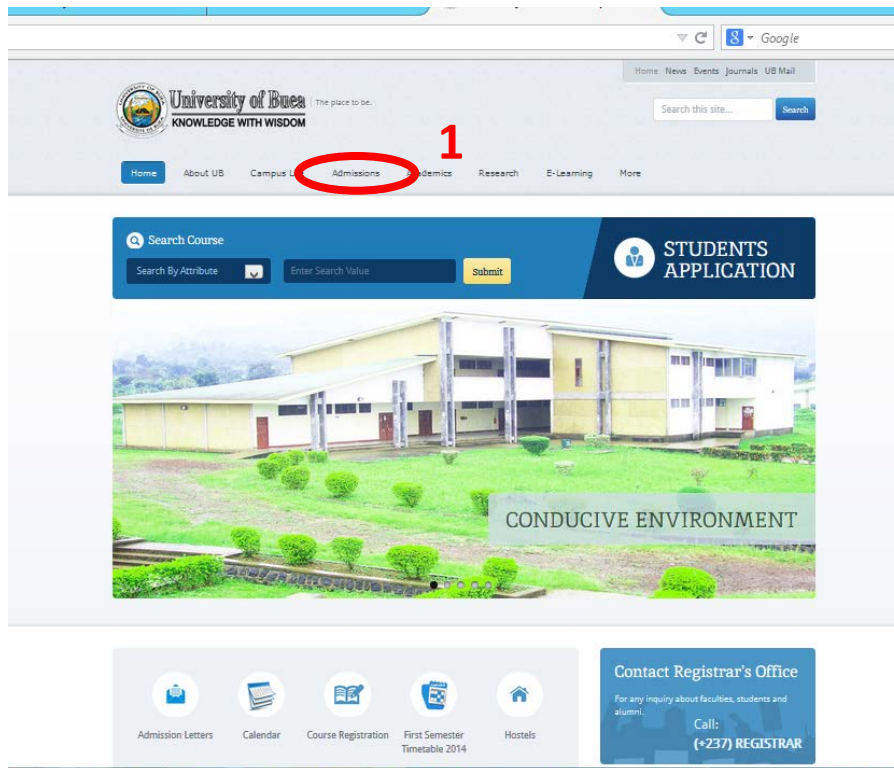 Google
Home News Events Journals UB Mail
University of Buea
The place to be.
KNOWLEDGE WITH WISDOM
Search this site...
Search
1
Home About UB Campus Admissions Academics Research E-Learning More
Search Course
Search By Attribute
Enter Search Value
Submit
STUDENTS
APPLICATION
CONDUCIVE ENVIRONMENT
Contact Registrar's Office
For any inquiry about faculties, students and
alumni.
Call:
(+237) REGISTRAR
Admission Letters
Calendar
Course Registration
First Semester
Timetable 2014
Hostels